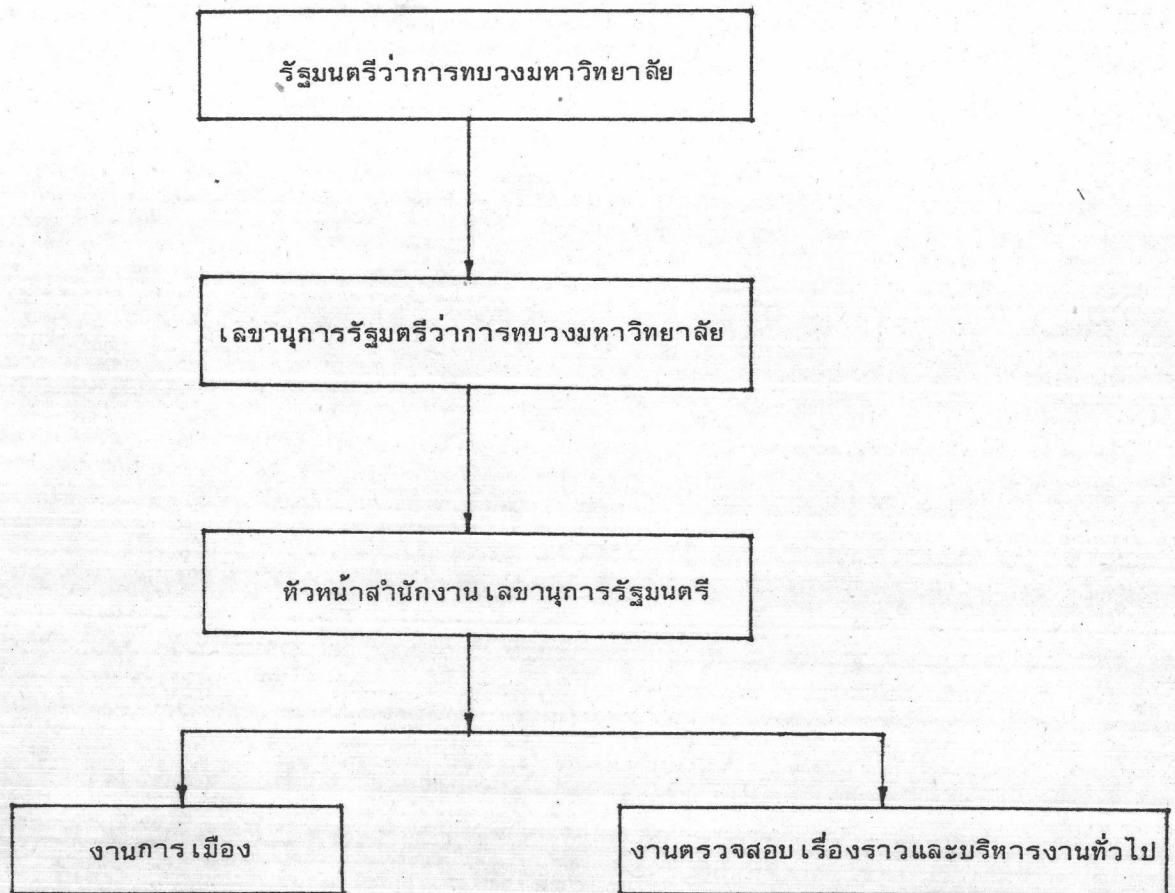 รัฐมนตรีว่าการทบวงมหาวิทยาลัย
เลขานุการรัฐมตรีว่าการทบวงมหาวิทยาลัย
หัวหน้าสำนักงานเลขานุการรัฐมนตรี
งานการเมือง
งานตรวจสอบเรื่องราวและบริหารงานทั่วไป